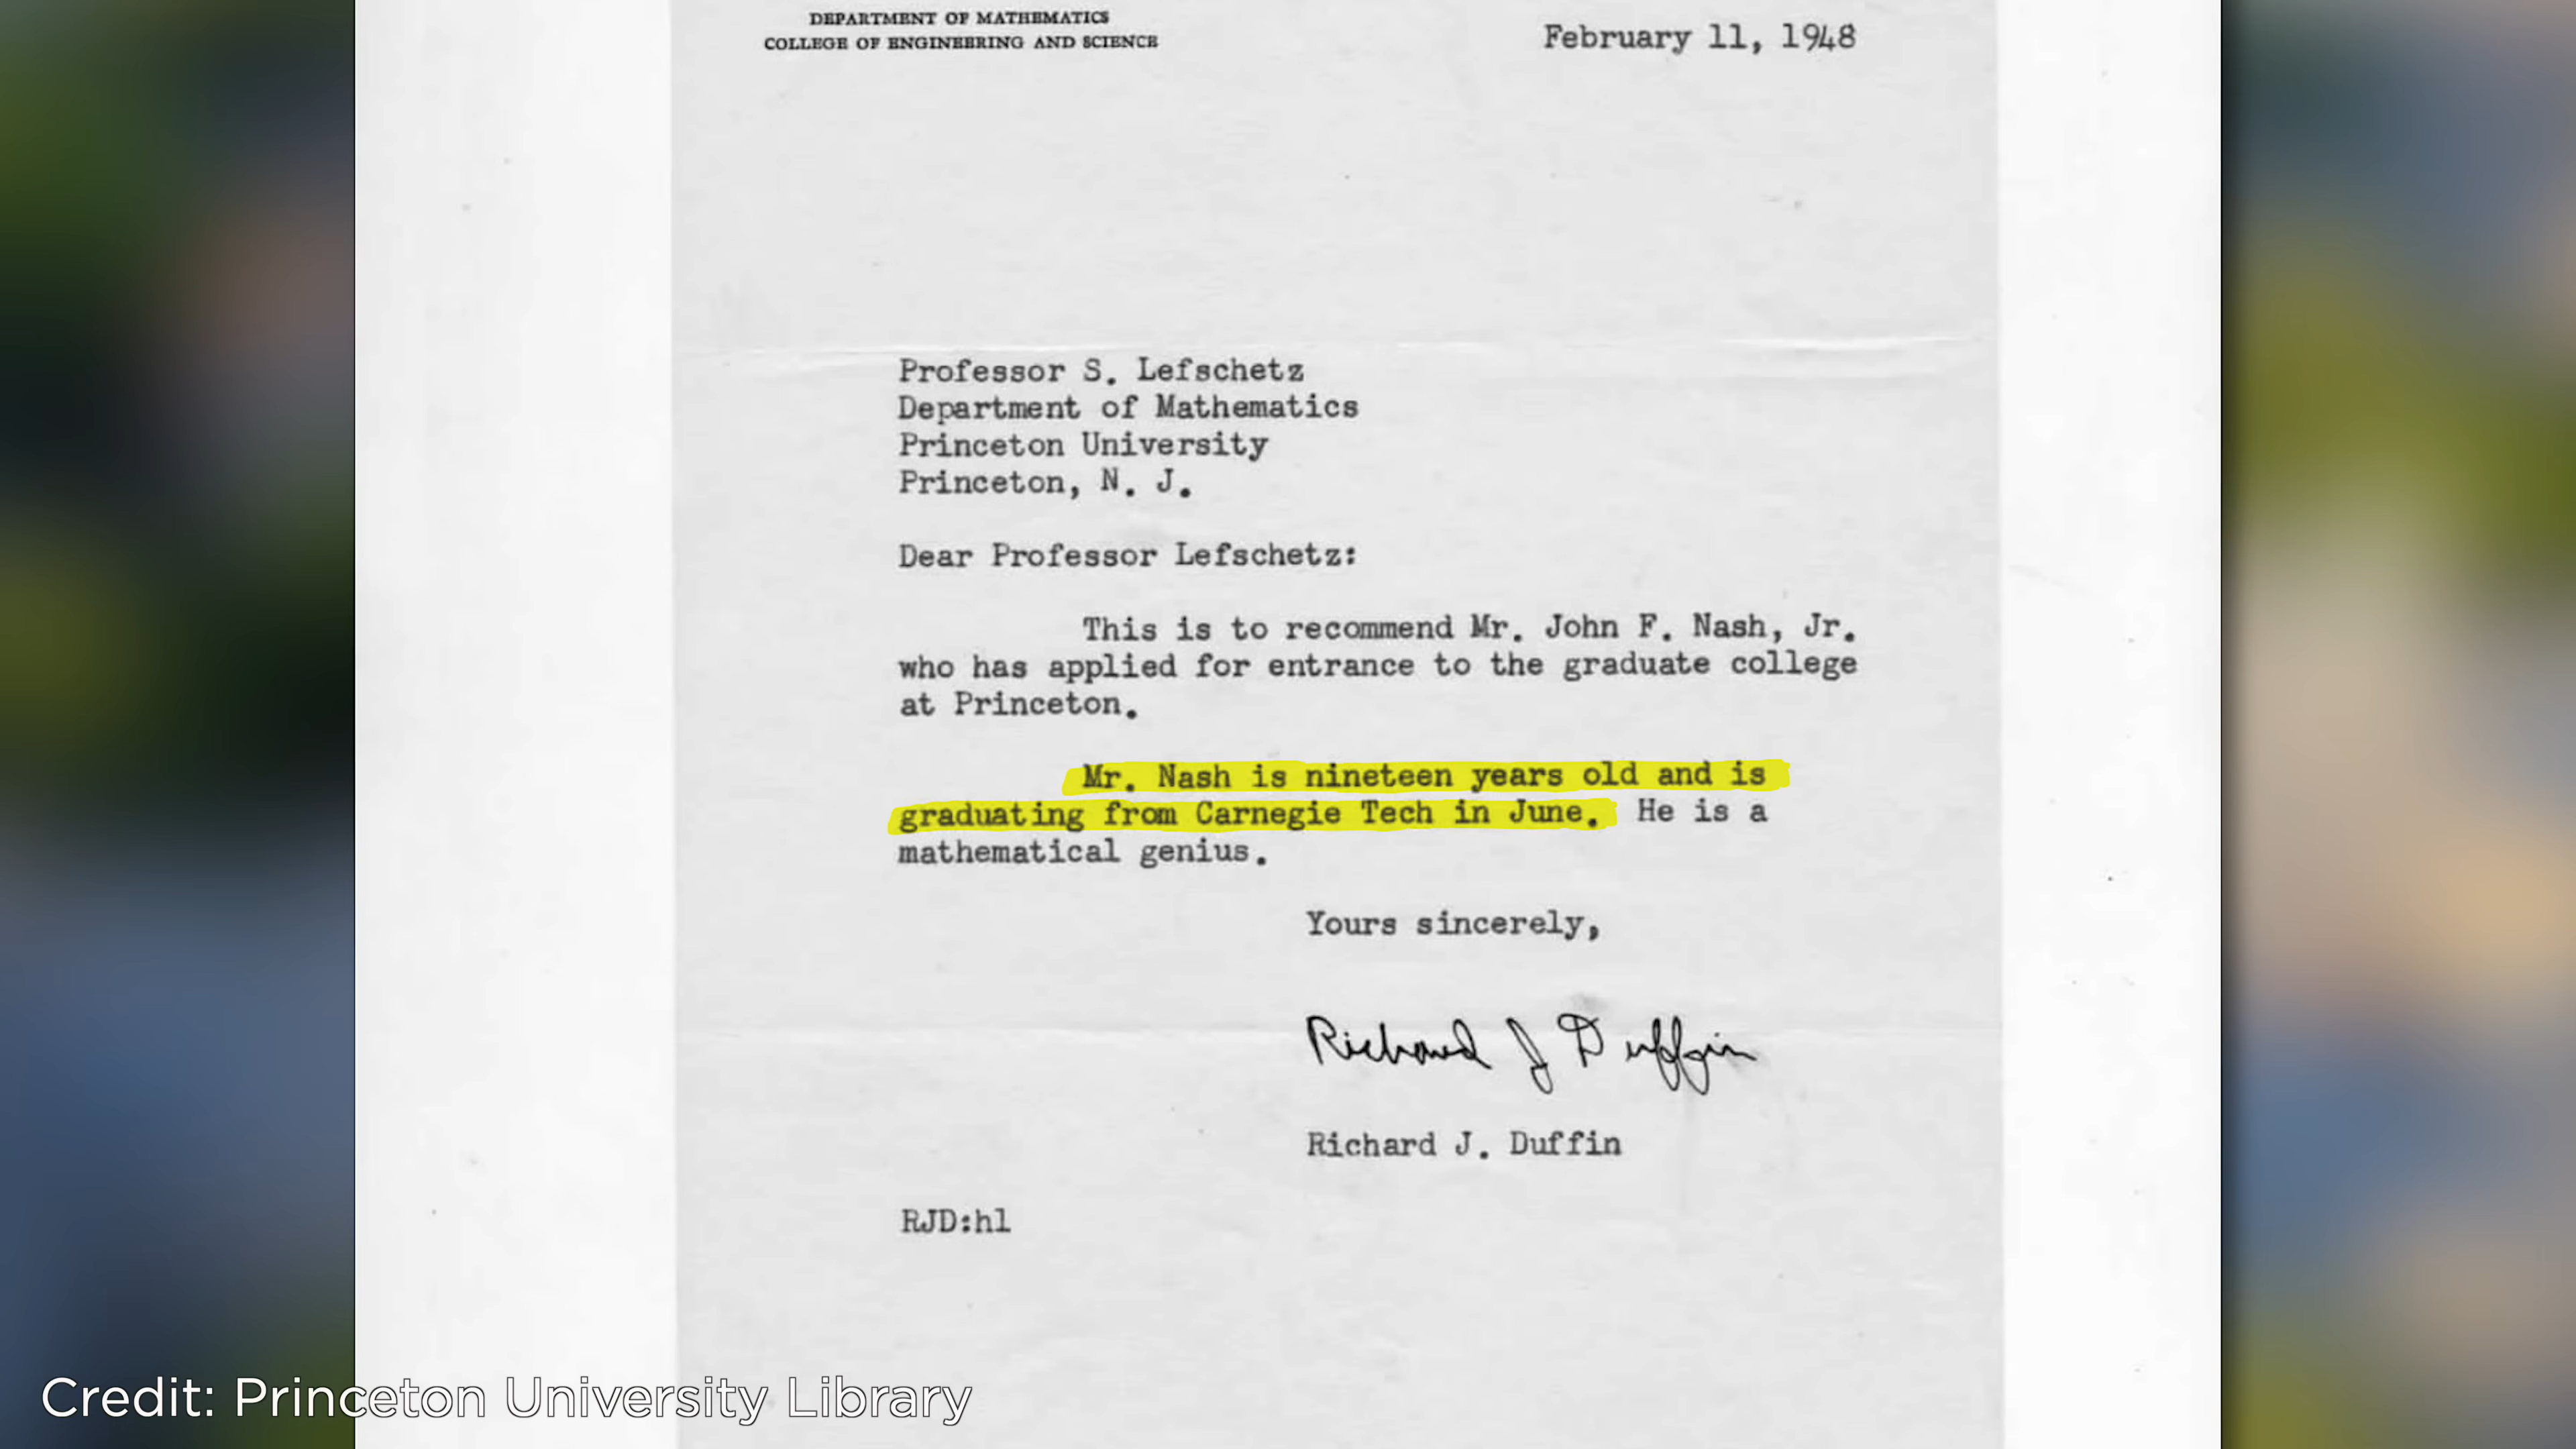 DEPARTMENT OF MATHEMATICS
COLLEGE OF ENGINEERING AND SCIENCE
February 11, 1948
Professor S. Lefschetz
Department of Mathematics
Princeton University
Princeton, N. J.
Dear Professor Lefschetz:
This is to recommend Mr. John F. Nash, Jr.
who has applied for entrance to the graduate college
at Princeton.
Mr. Nash is nineteen years old and is
graduating from Carnegie Tech in June. He is a
mathematical genius.
Yours sincerely,
Richard J Duffin
Richard J. Duffin
RJD:hl
Credit: Princeton University Library